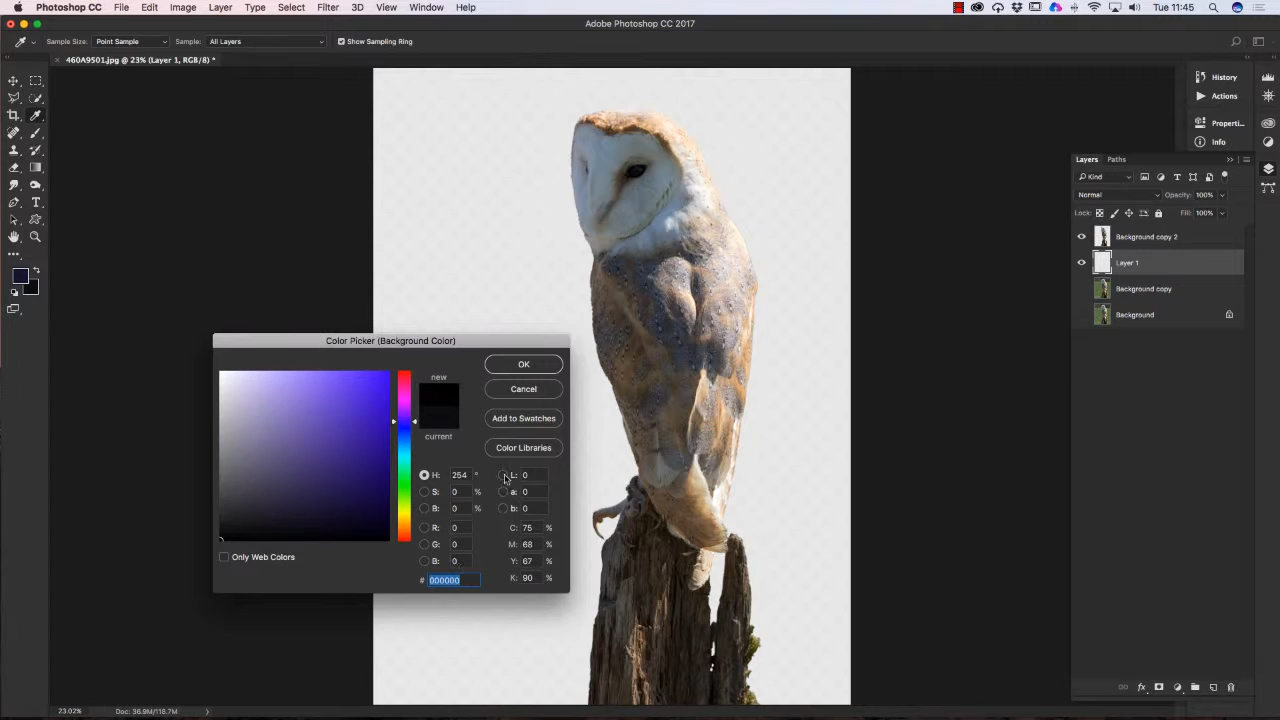 Photoshop CC File Edit Image Layer Type Select Filter 3D View Window Help Tue 11:45
Adobe Photoshop CC 2017
Sample Size: Point Sample Sample: All Layers Show Sampling Ring
× 460A9501.jpg @ 23% (Layer 1, RGB/8) *
History
Actions
Properti...
Info
Layers Paths
Kind
Normal Opacity: 100%
Lock: Fill: 100%
Background copy 2
Layer 1
Background copy
Background
Color Picker (Background Color)
new
current
OK
Cancel
Add to Swatches
Color Libraries
H: 254 ° L: 0
S: 0 % a: 0
B: 0 % b: 0
R: 0 C: 75 %
G: 0 M: 68 %
B: 0 Y: 67 %
# 000000 K: 90 %
Only Web Colors
23.02% Doc: 36.9M/118.7M